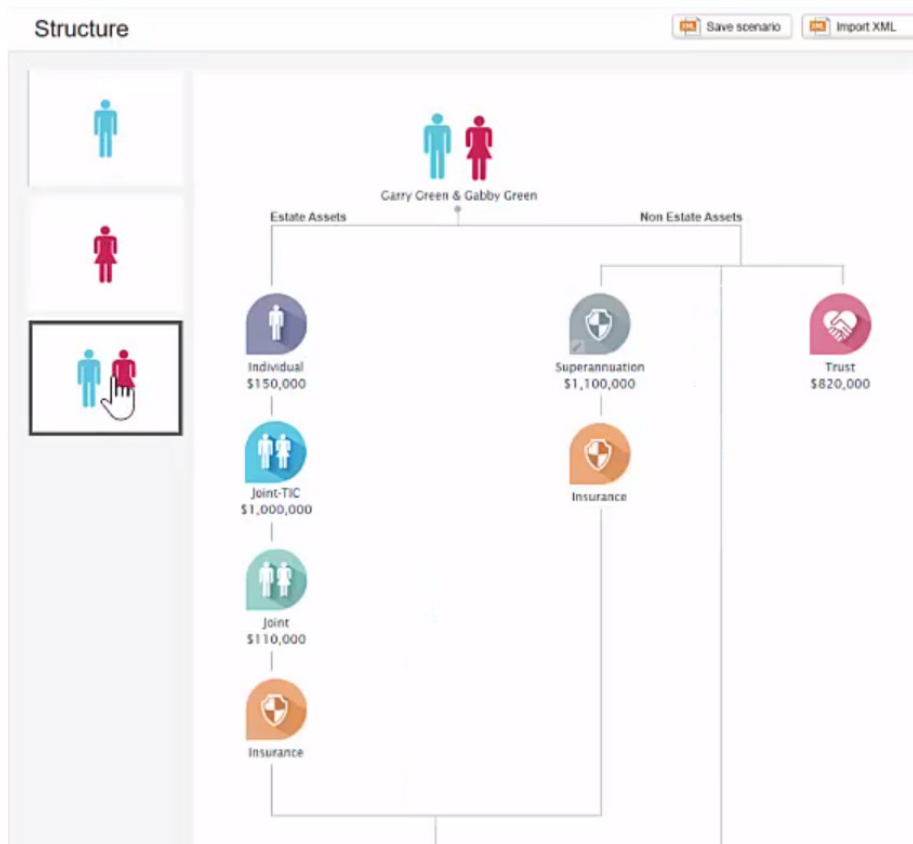 Structure
Save scenario
Import XML
Garry Green & Gabby Green
Estate Assets
Non Estate Assets
Individual
$150,000
Superannuation
$1,100,000
Trust
$820,000
Joint-TIC
$1,000,000
Insurance
Joint
$110,000
Insurance